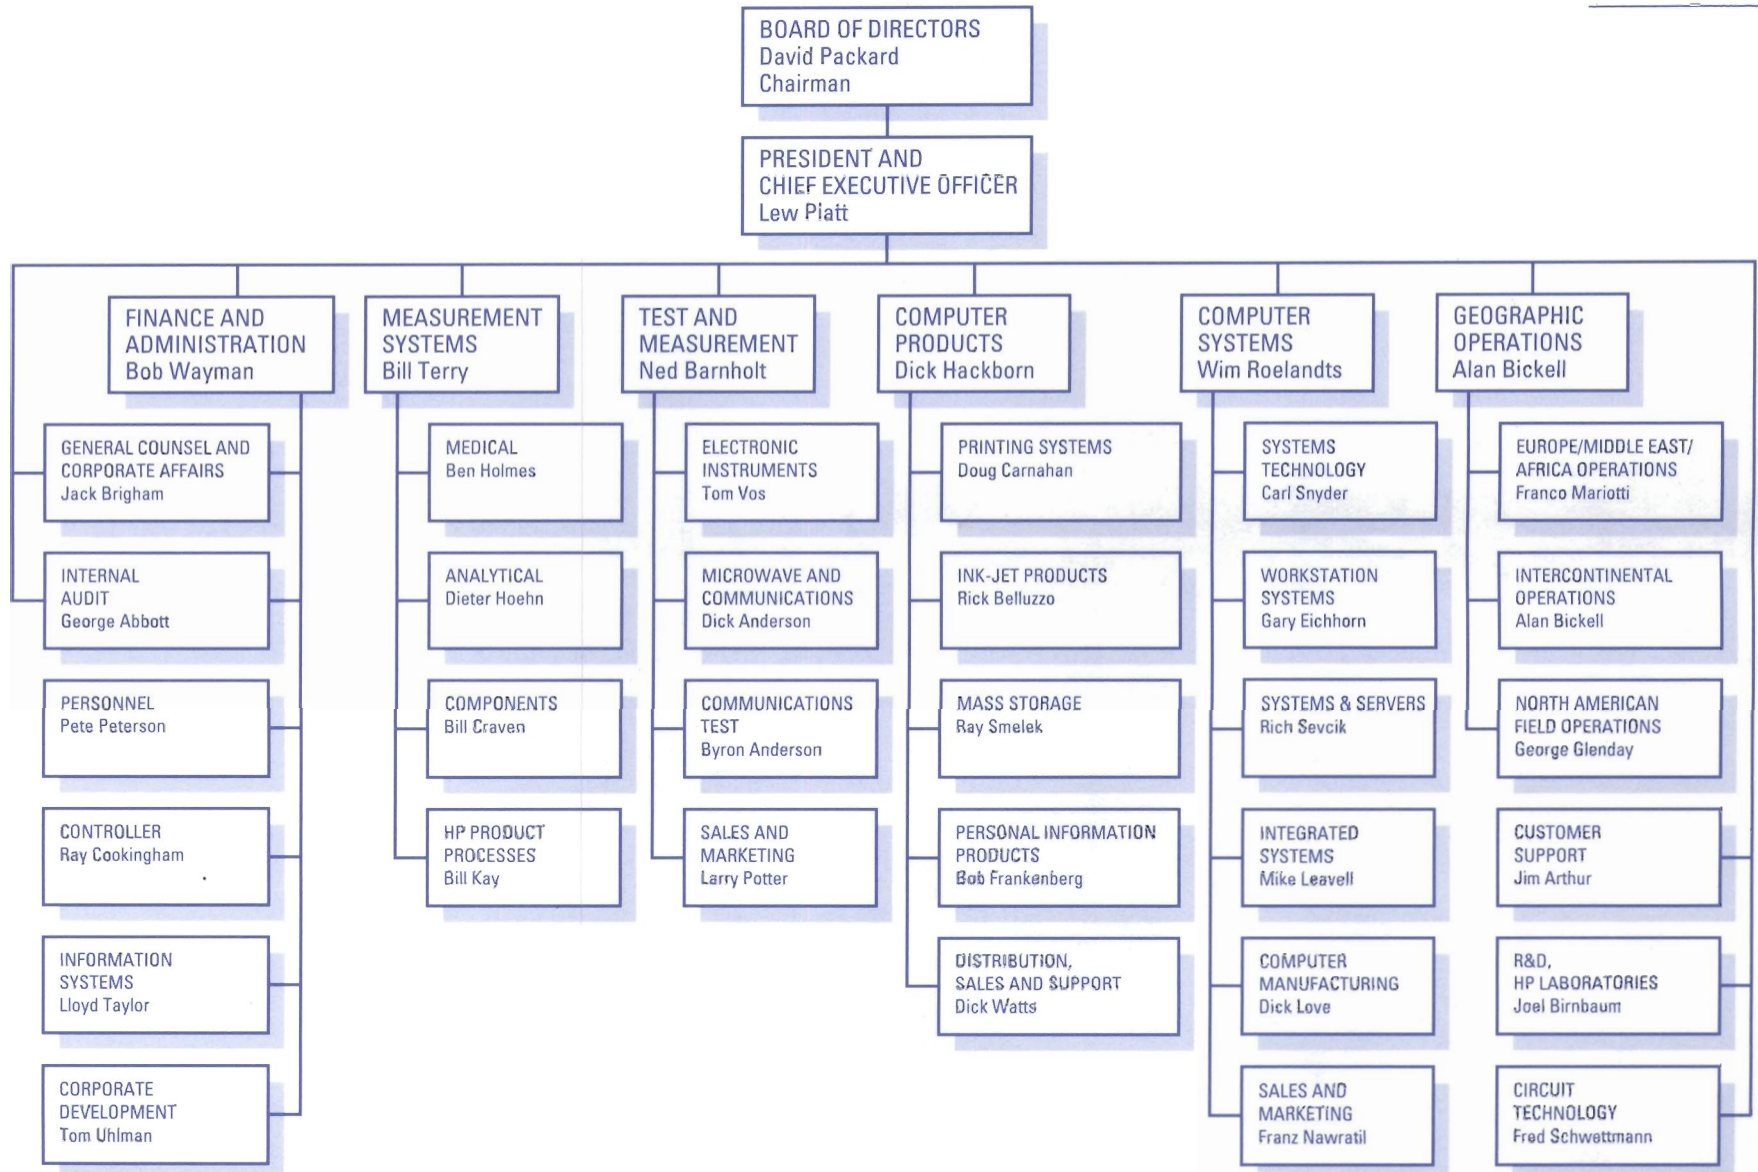 BOARD OF DIRECTORS
David Packard
Chairman
PRESIDENT AND
CHIEF EXECUTIVE OFFICER
Lew Platt
FINANCE AND
ADMINISTRATION
Bob Wayman
GENERAL COUNSEL AND
CORPORATE AFFAIRS
Jack Brigham
INTERNAL
AUDIT
George Abbott
PERSONNEL
Pete Peterson
CONTROLLER
Ray Cookingham
INFORMATION
SYSTEMS
Lloyd Taylor
CORPORATE
DEVELOPMENT
Tom Uhlman
MEASUREMENT
SYSTEMS
Bill Terry
MEDICAL
Ben Holmes
ANALYTICAL
Dieter Hoehn
COMPONENTS
Bill Craven
HP PRODUCT
PROCESSES
Bill Kay
TEST AND
MEASUREMENT
Ned Barnholt
ELECTRONIC
INSTRUMENTS
Tom Vos
MICROWAVE AND
COMMUNICATIONS
Dick Anderson
COMMUNICATIONS
TEST
Byron Anderson
SALES AND
MARKETING
Larry Potter
COMPUTER
PRODUCTS
Dick Hackborn
PRINTING SYSTEMS
Doug Carnahan
INK-JET PRODUCTS
Rick Belluzzo
MASS STORAGE
Ray Smelek
PERSONAL INFORMATION
PRODUCTS
Bob Frankenberg
DISTRIBUTION,
SALES AND SUPPORT
Dick Watts
COMPUTER
SYSTEMS
Wim Roelandts
SYSTEMS
TECHNOLOGY
Carl Snyder
WORKSTATION
SYSTEMS
Gary Eichhorn
SYSTEMS & SERVERS
Rich Sevcik
INTEGRATED
SYSTEMS
Mike Leavell
COMPUTER
MANUFACTURING
Dick Love
SALES AND
MARKETING
Franz Nawratil
GEOGRAPHIC
OPERATIONS
Alan Bickell
EUROPE/MIDDLE EAST/
AFRICA OPERATIONS
Franco Mariotti
INTERCONTINENTAL
OPERATIONS
Alan Bickell
NORTH AMERICAN
FIELD OPERATIONS
George Glenday
CUSTOMER
SUPPORT
Jim Arthur
R&D,
HP LABORATORIES
Joel Birnbaum
CIRCUIT
TECHNOLOGY
Fred Schwettmann